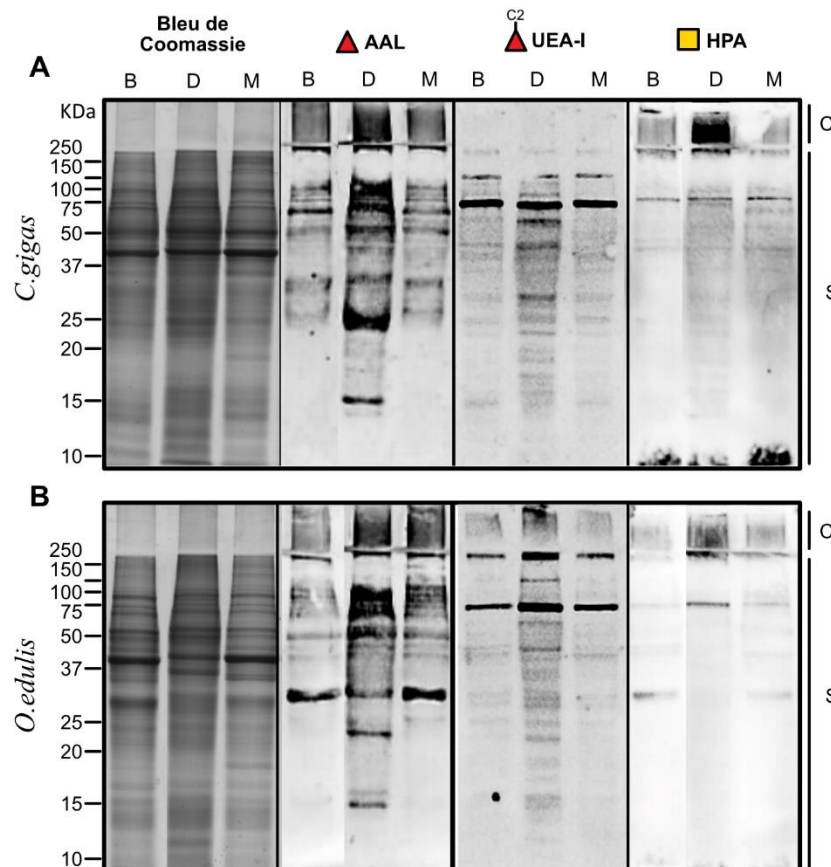 Bleu de
Coomassie
AAL
C2
UEA-I
HPA
A
B D M B D M B D M B D M
KDa
250
150
100
75
50
37
25
20
15
10
C.gigas
C
S
B
250
150
100
75
50
37
25
20
15
10
O.edulis
C
S